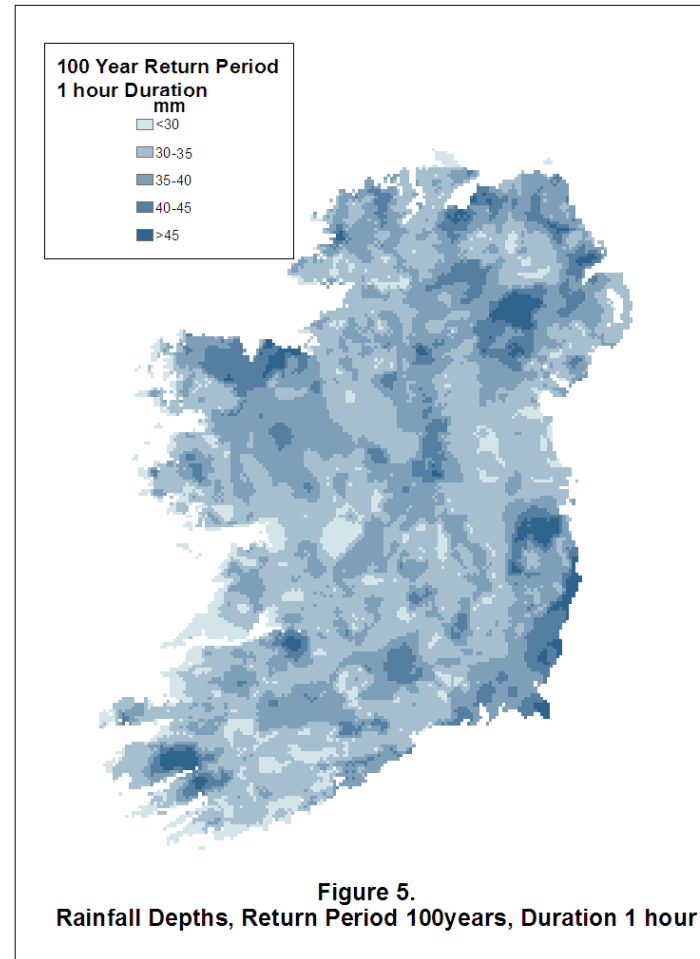 100 Year Return Period
1 hour Duration
mm
<30
30-35
35-40
40-45
>45
Figure 5.
Rainfall Depths, Return Period 100years, Duration 1 hour